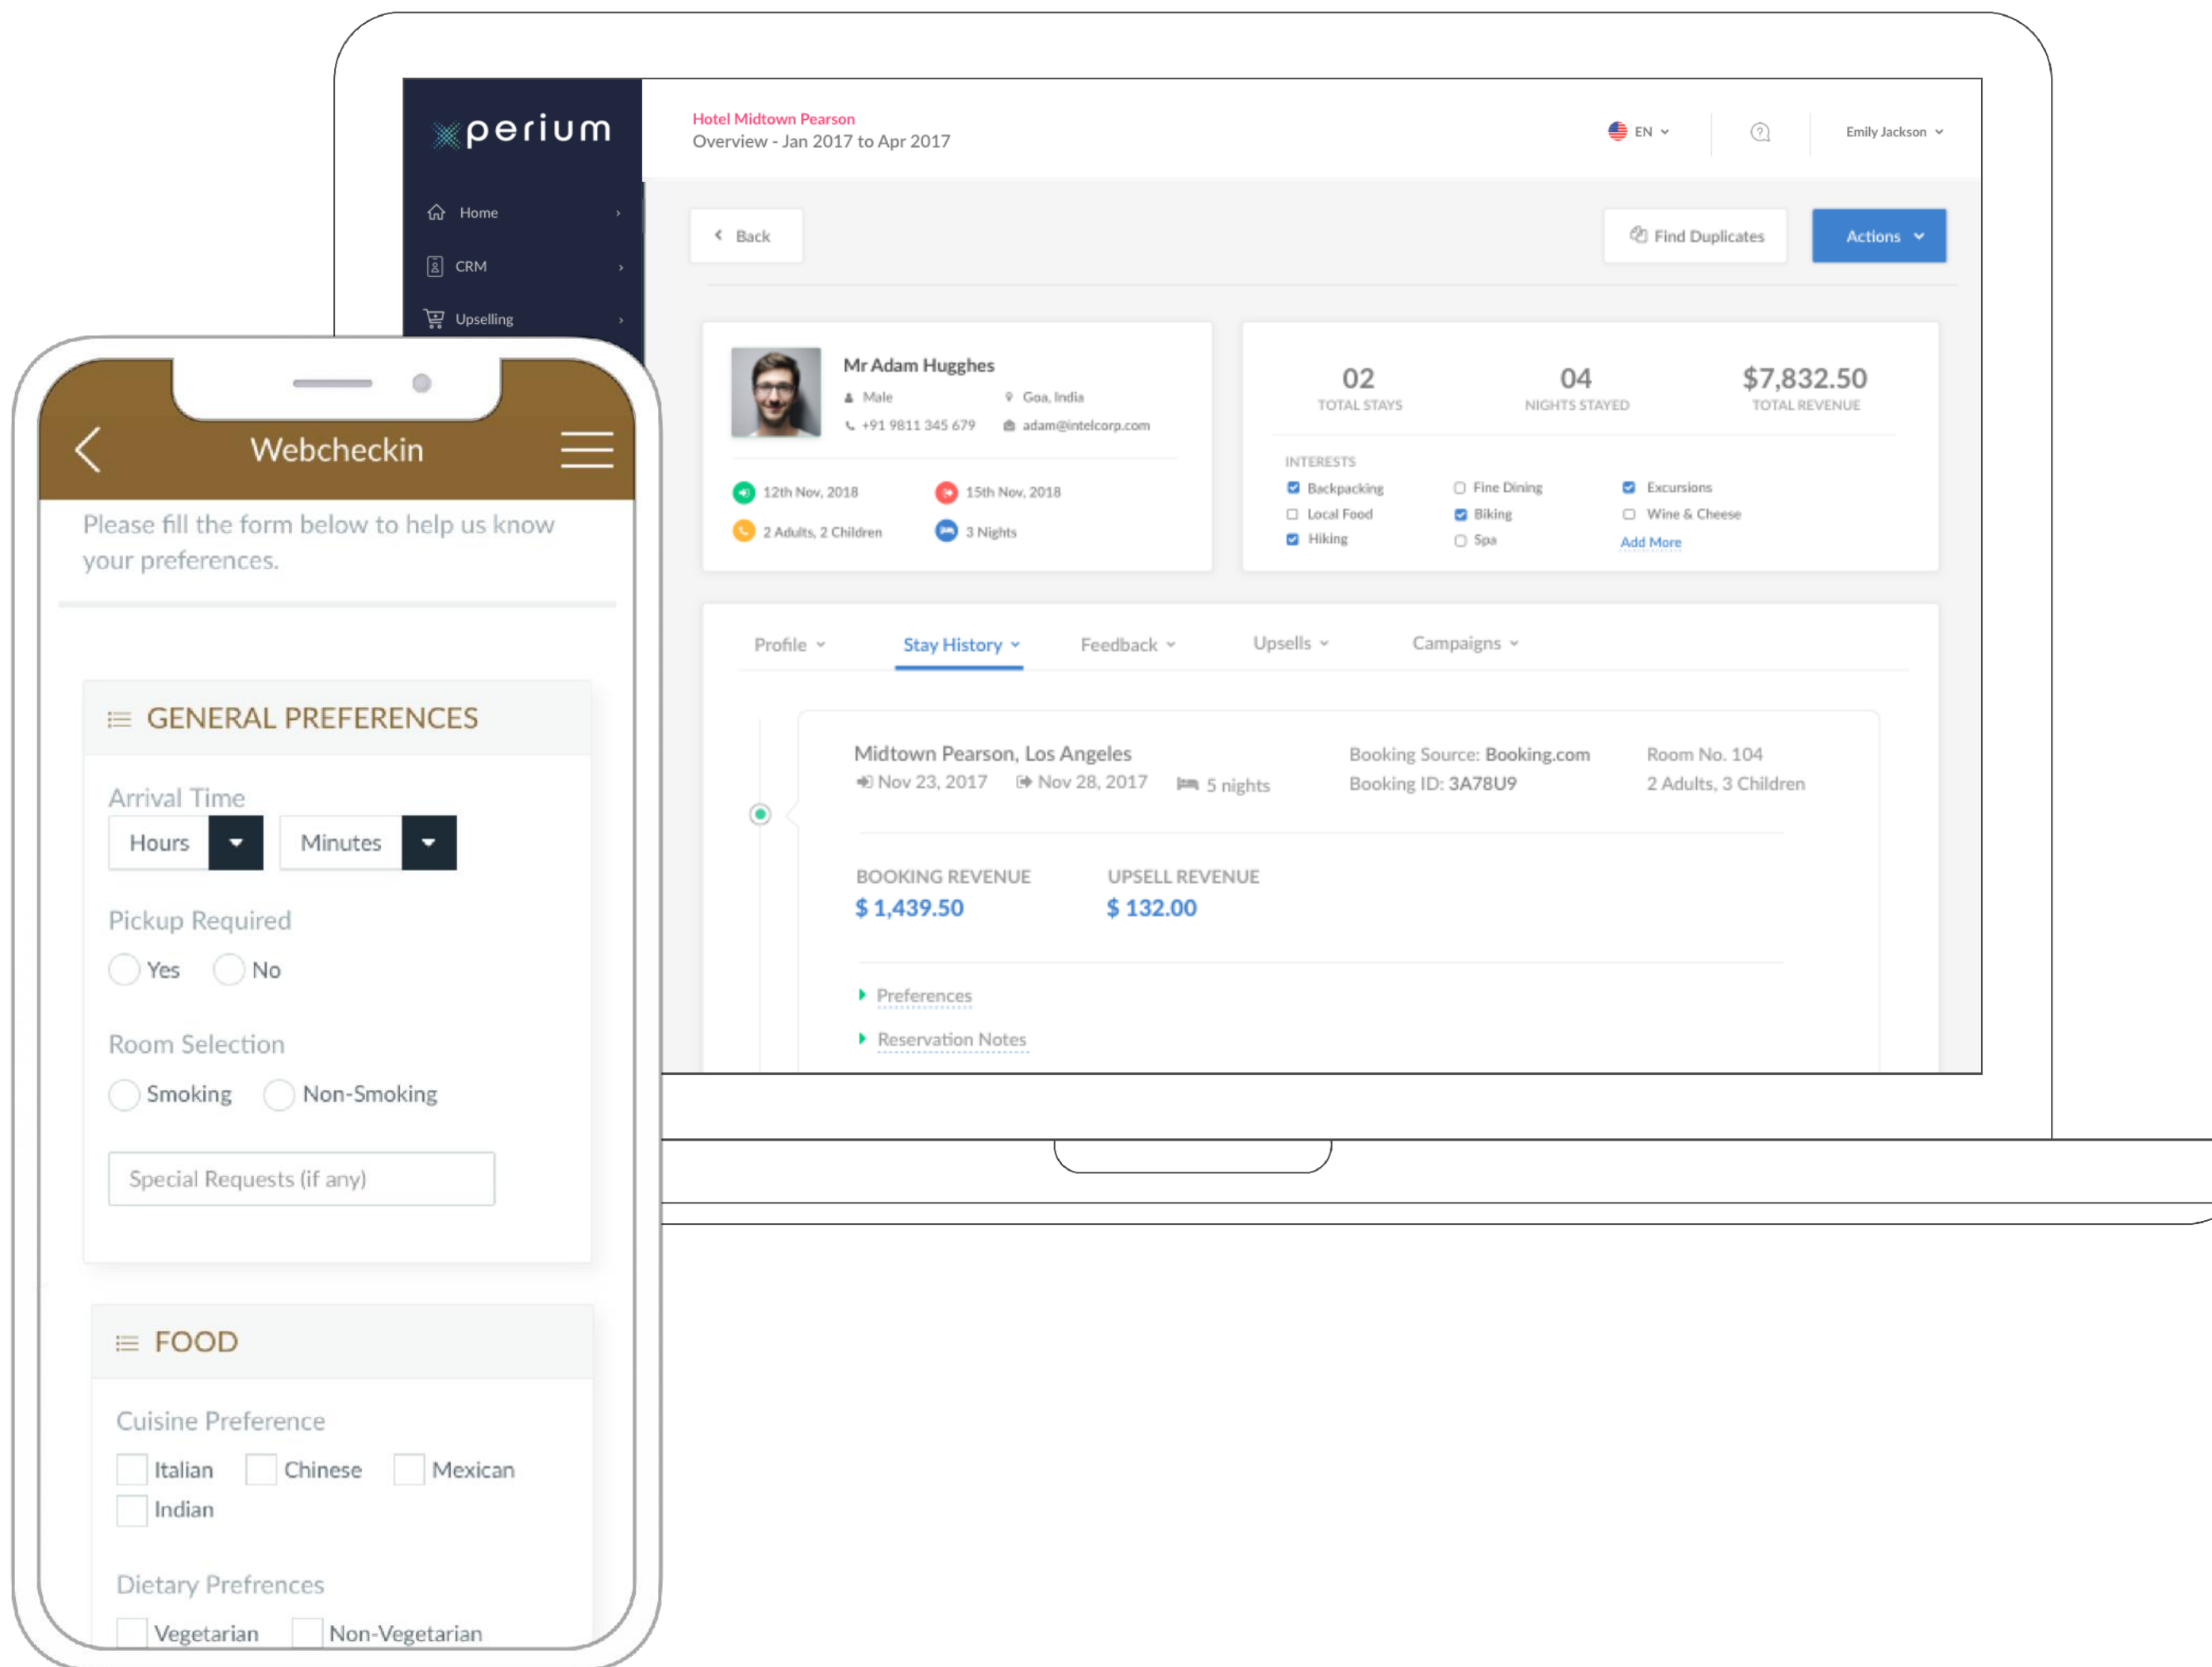 xperium
Home
CRM
Upselling
Hotel Midtown Pearson
Overview - Jan 2017 to Apr 2017
EN
Emily Jackson
Back
Find Duplicates
Actions
Mr Adam Hugghes
Male
Goa, India
+91 9811 345 679
adam@intelcorp.com
12th Nov, 2018
15th Nov, 2018
2 Adults, 2 Children
3 Nights
02
TOTAL STAYS
04
NIGHTS STAYED
$7,832.50
TOTAL REVENUE
INTERESTS
Backpacking
Fine Dining
Excursions
Local Food
Biking
Wine & Cheese
Hiking
Spa
Add More
Profile
Stay History
Feedback
Upsells
Campaigns
Midtown Pearson, Los Angeles
Nov 23, 2017
Nov 28, 2017
5 nights
Booking Source: Booking.com
Booking ID: 3A78U9
Room No. 104
2 Adults, 3 Children
BOOKING REVENUE
$ 1,439.50
UPSELL REVENUE
$ 132.00
Preferences
Reservation Notes
Webcheckin
Please fill the form below to help us know
your preferences.
GENERAL PREFERENCES
Arrival Time
Hours
Minutes
Pickup Required
Yes
No
Room Selection
Smoking
Non-Smoking
Special Requests (if any)
FOOD
Cuisine Preference
Italian
Chinese
Mexican
Indian
Dietary Prefrences
Vegetarian
Non-Vegetarian